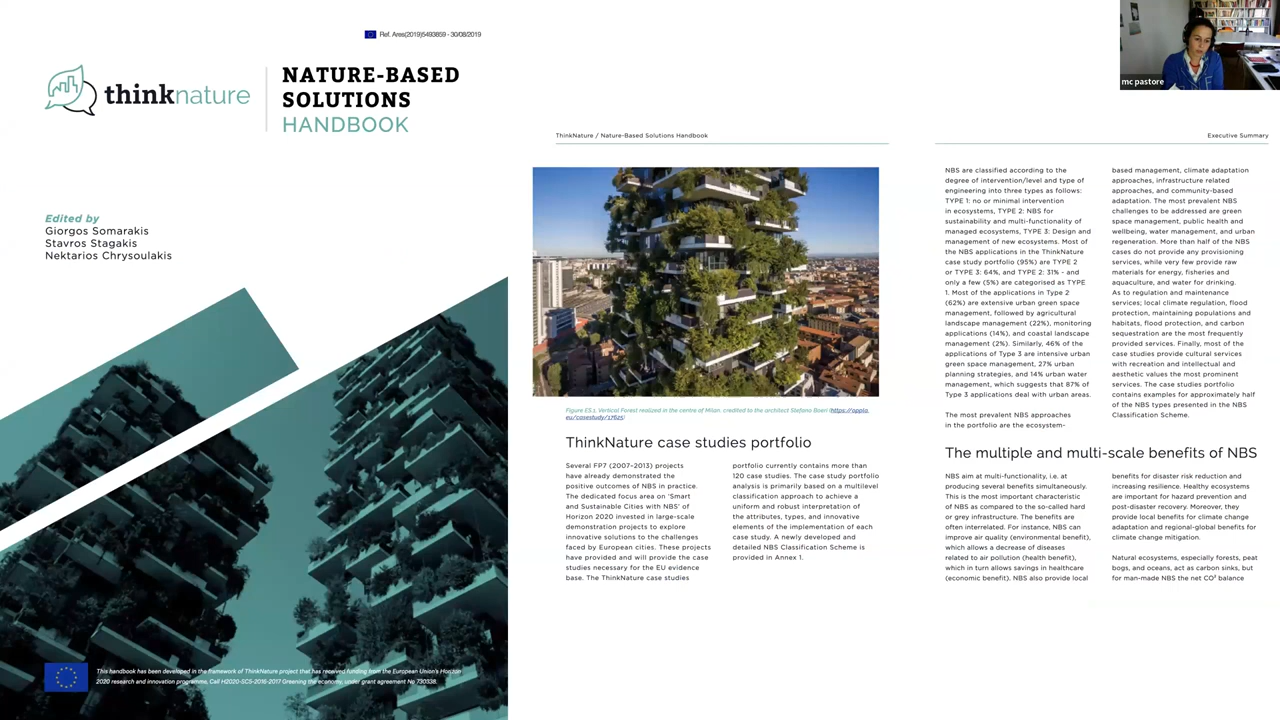 Ref. Ares(2019)5493859 - 30/08/2019
thinknature
NATURE-BASED
SOLUTIONS
HANDBOOK
Edited by
Giorgos Somarakis
Stavros Stagakis
Nektarios Chrysoulakis
This handbook has been developed in the framework of ThinkNature project that has received funding from the European Union's Horizon
2020 research and innovation programme, Call H2020-SC5-2016-2017 Greening the economy, under grant agreement No 730338.
mc pastore
ThinkNature / Nature-Based Solutions Handbook
Figure ES.1. Vertical Forest realized in the centre of Milan, credited to the architect Stefano Boeri (https://oppla.
eu/casestudy/17625)
ThinkNature case studies portfolio
Several FP7 (2007-2013) projects
have already demonstrated the
positive outcomes of NBS in practice.
The dedicated focus area on 'Smart
and Sustainable Cities with NBS' of
Horizon 2020 invested in large-scale
demonstration projects to explore
innovative solutions to the challenges
faced by European cities. These projects
have provided and will provide the case
studies necessary for the EU evidence
base. The ThinkNature case studies
portfolio currently contains more than
120 case studies. The case study portfolio
analysis is primarily based on a multilevel
classification approach to achieve a
uniform and robust interpretation of
the attributes, types, and innovative
elements of the implementation of each
case study. A newly developed and
detailed NBS Classification Scheme is
provided in Annex 1.
Executive Summary
NBS are classified according to the
degree of intervention/level and type of
engineering into three types as follows:
TYPE 1: no or minimal intervention
in ecosystems, TYPE 2: NBS for
sustainability and multi-functionality of
managed ecosystems, TYPE 3: Design and
management of new ecosystems. Most of
the NBS applications in the ThinkNature
case study portfolio (95%) are TYPE 2
or TYPE 3: 64%, and TYPE 2: 31% - and
only a few (5%) are categorised as TYPE
1. Most of the applications in Type 2
(62%) are extensive urban green space
management, followed by agricultural
landscape management (22%), monitoring
applications (14%), and coastal landscape
management (2%). Similarly, 46% of the
applications of Type 3 are intensive urban
green space management, 27% urban
planning strategies, and 14% urban water
management, which suggests that 87% of
Type 3 applications deal with urban areas.
The most prevalent NBS approaches
in the portfolio are the ecosystem-
based management, climate adaptation
approaches, infrastructure related
approaches, and community-based
adaptation. The most prevalent NBS
challenges to be addressed are green
space management, public health and
wellbeing, water management, and urban
regeneration. More than half of the NBS
cases do not provide any provisioning
services, while very few provide raw
materials for energy, fisheries and
aquaculture, and water for drinking.
As to regulation and maintenance
services; local climate regulation, flood
protection, maintaining populations and
habitats, flood protection, and carbon
sequestration are the most frequently
provided services. Finally, most of the
case studies provide cultural services
with recreation and intellectual and
aesthetic values the most prominent
services. The case studies portfolio
contains examples for approximately half
of the NBS types presented in the NBS
Classification Scheme.
The multiple and multi-scale benefits of NBS
NBS aim at multi-functionality, i.e. at
producing several benefits simultaneously.
This is the most important characteristic
of NBS as compared to the so-called hard
or grey infrastructure. The benefits are
often interrelated. For instance, NBS can
improve air quality (environmental benefit),
which allows a decrease of diseases
related to air pollution (health benefit),
which in turn allows savings in healthcare
(economic benefit). NBS also provide local
benefits for disaster risk reduction and
increasing resilience. Healthy ecosystems
are important for hazard prevention and
post-disaster recovery. Moreover, they
provide local benefits for climate change
adaptation and regional-global benefits for
climate change mitigation.
Natural ecosystems, especially forests, peat
bogs, and oceans, act as carbon sinks, but
for man-made NBS the net CO² balance